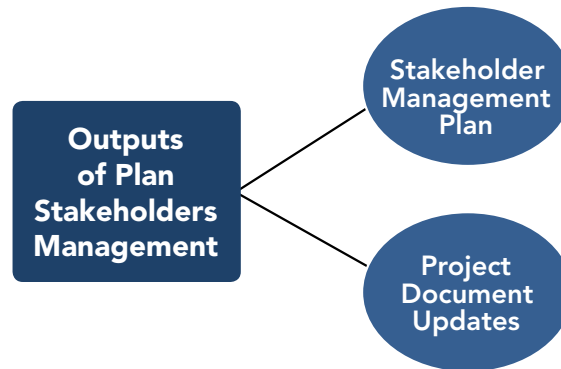 Outputs
of Plan
Stakeholders
Management
Stakeholder
Management
Plan
Project
Document
Updates